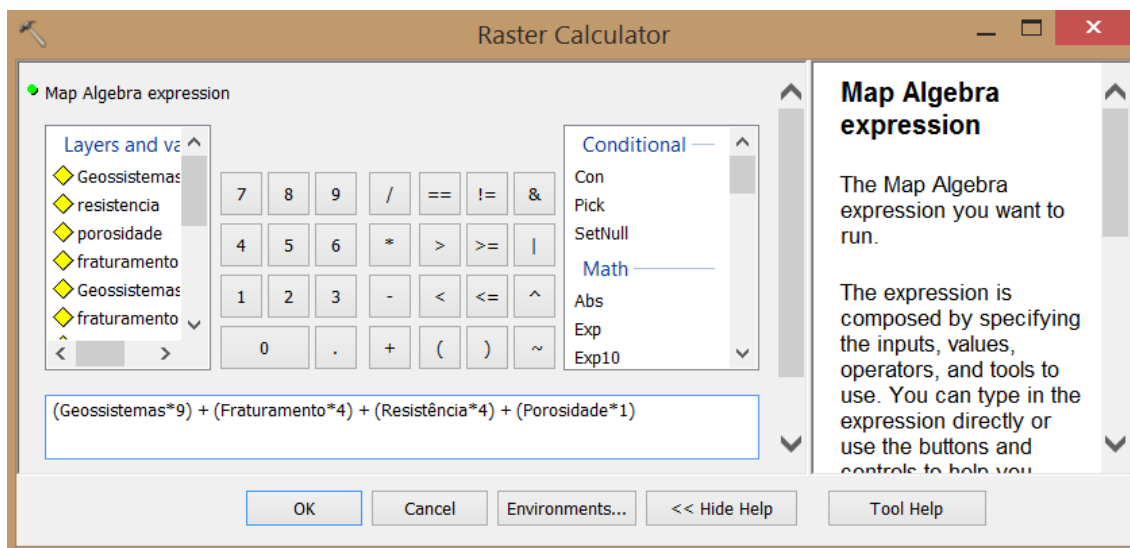 Raster Calculator
Map Algebra expression
Layers and va
Geossistemas
resistencia
porosidade
fraturamento
Geossistemas
fraturamento
7 8 9 / == != &
4 5 6 * > >= |
1 2 3 - < <= ^
0 . + ( ) ~
Conditional
Con
Pick
SetNull
Math
Abs
Exp
Exp10
(Geossistemas*9) + (Fraturamento*4) + (Resistência*4) + (Porosidade*1)
Map Algebra
expression
The Map Algebra
expression you want to
run.
The expression is
composed by specifying
the inputs, values,
operators, and tools to
use. You can type in the
expression directly or
use the buttons and
controls to help you
OK
Cancel
Environments...
<< Hide Help
Tool Help